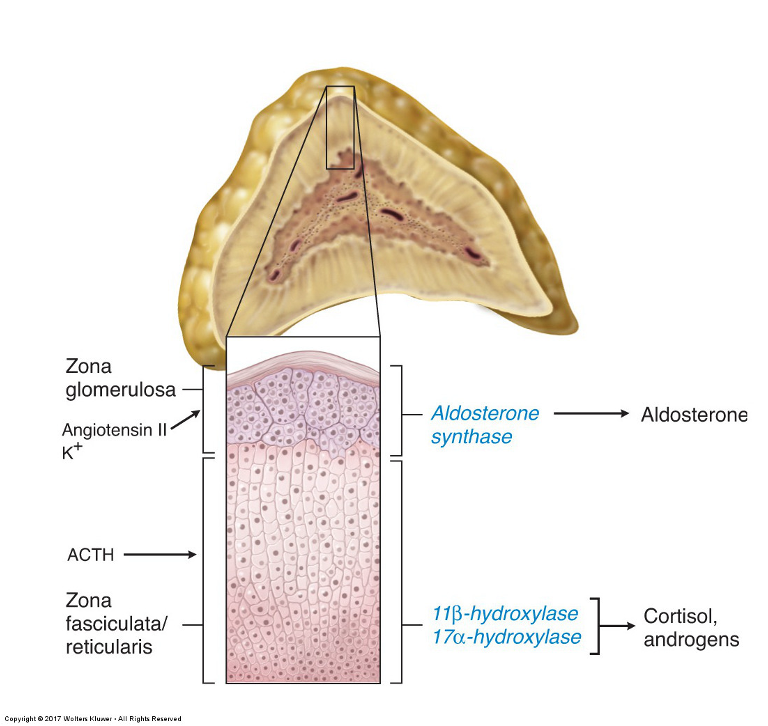 Zona
glomerulosa
Angiotensin II
K+
ACTH
Zona
fasciculata/
reticularis
Aldosterone
synthase
Aldosterone
11β-hydroxylase
17α-hydroxylase
Cortisol,
androgens
Copyright © 2017 Wolters Kluwer • All Rights Reserved